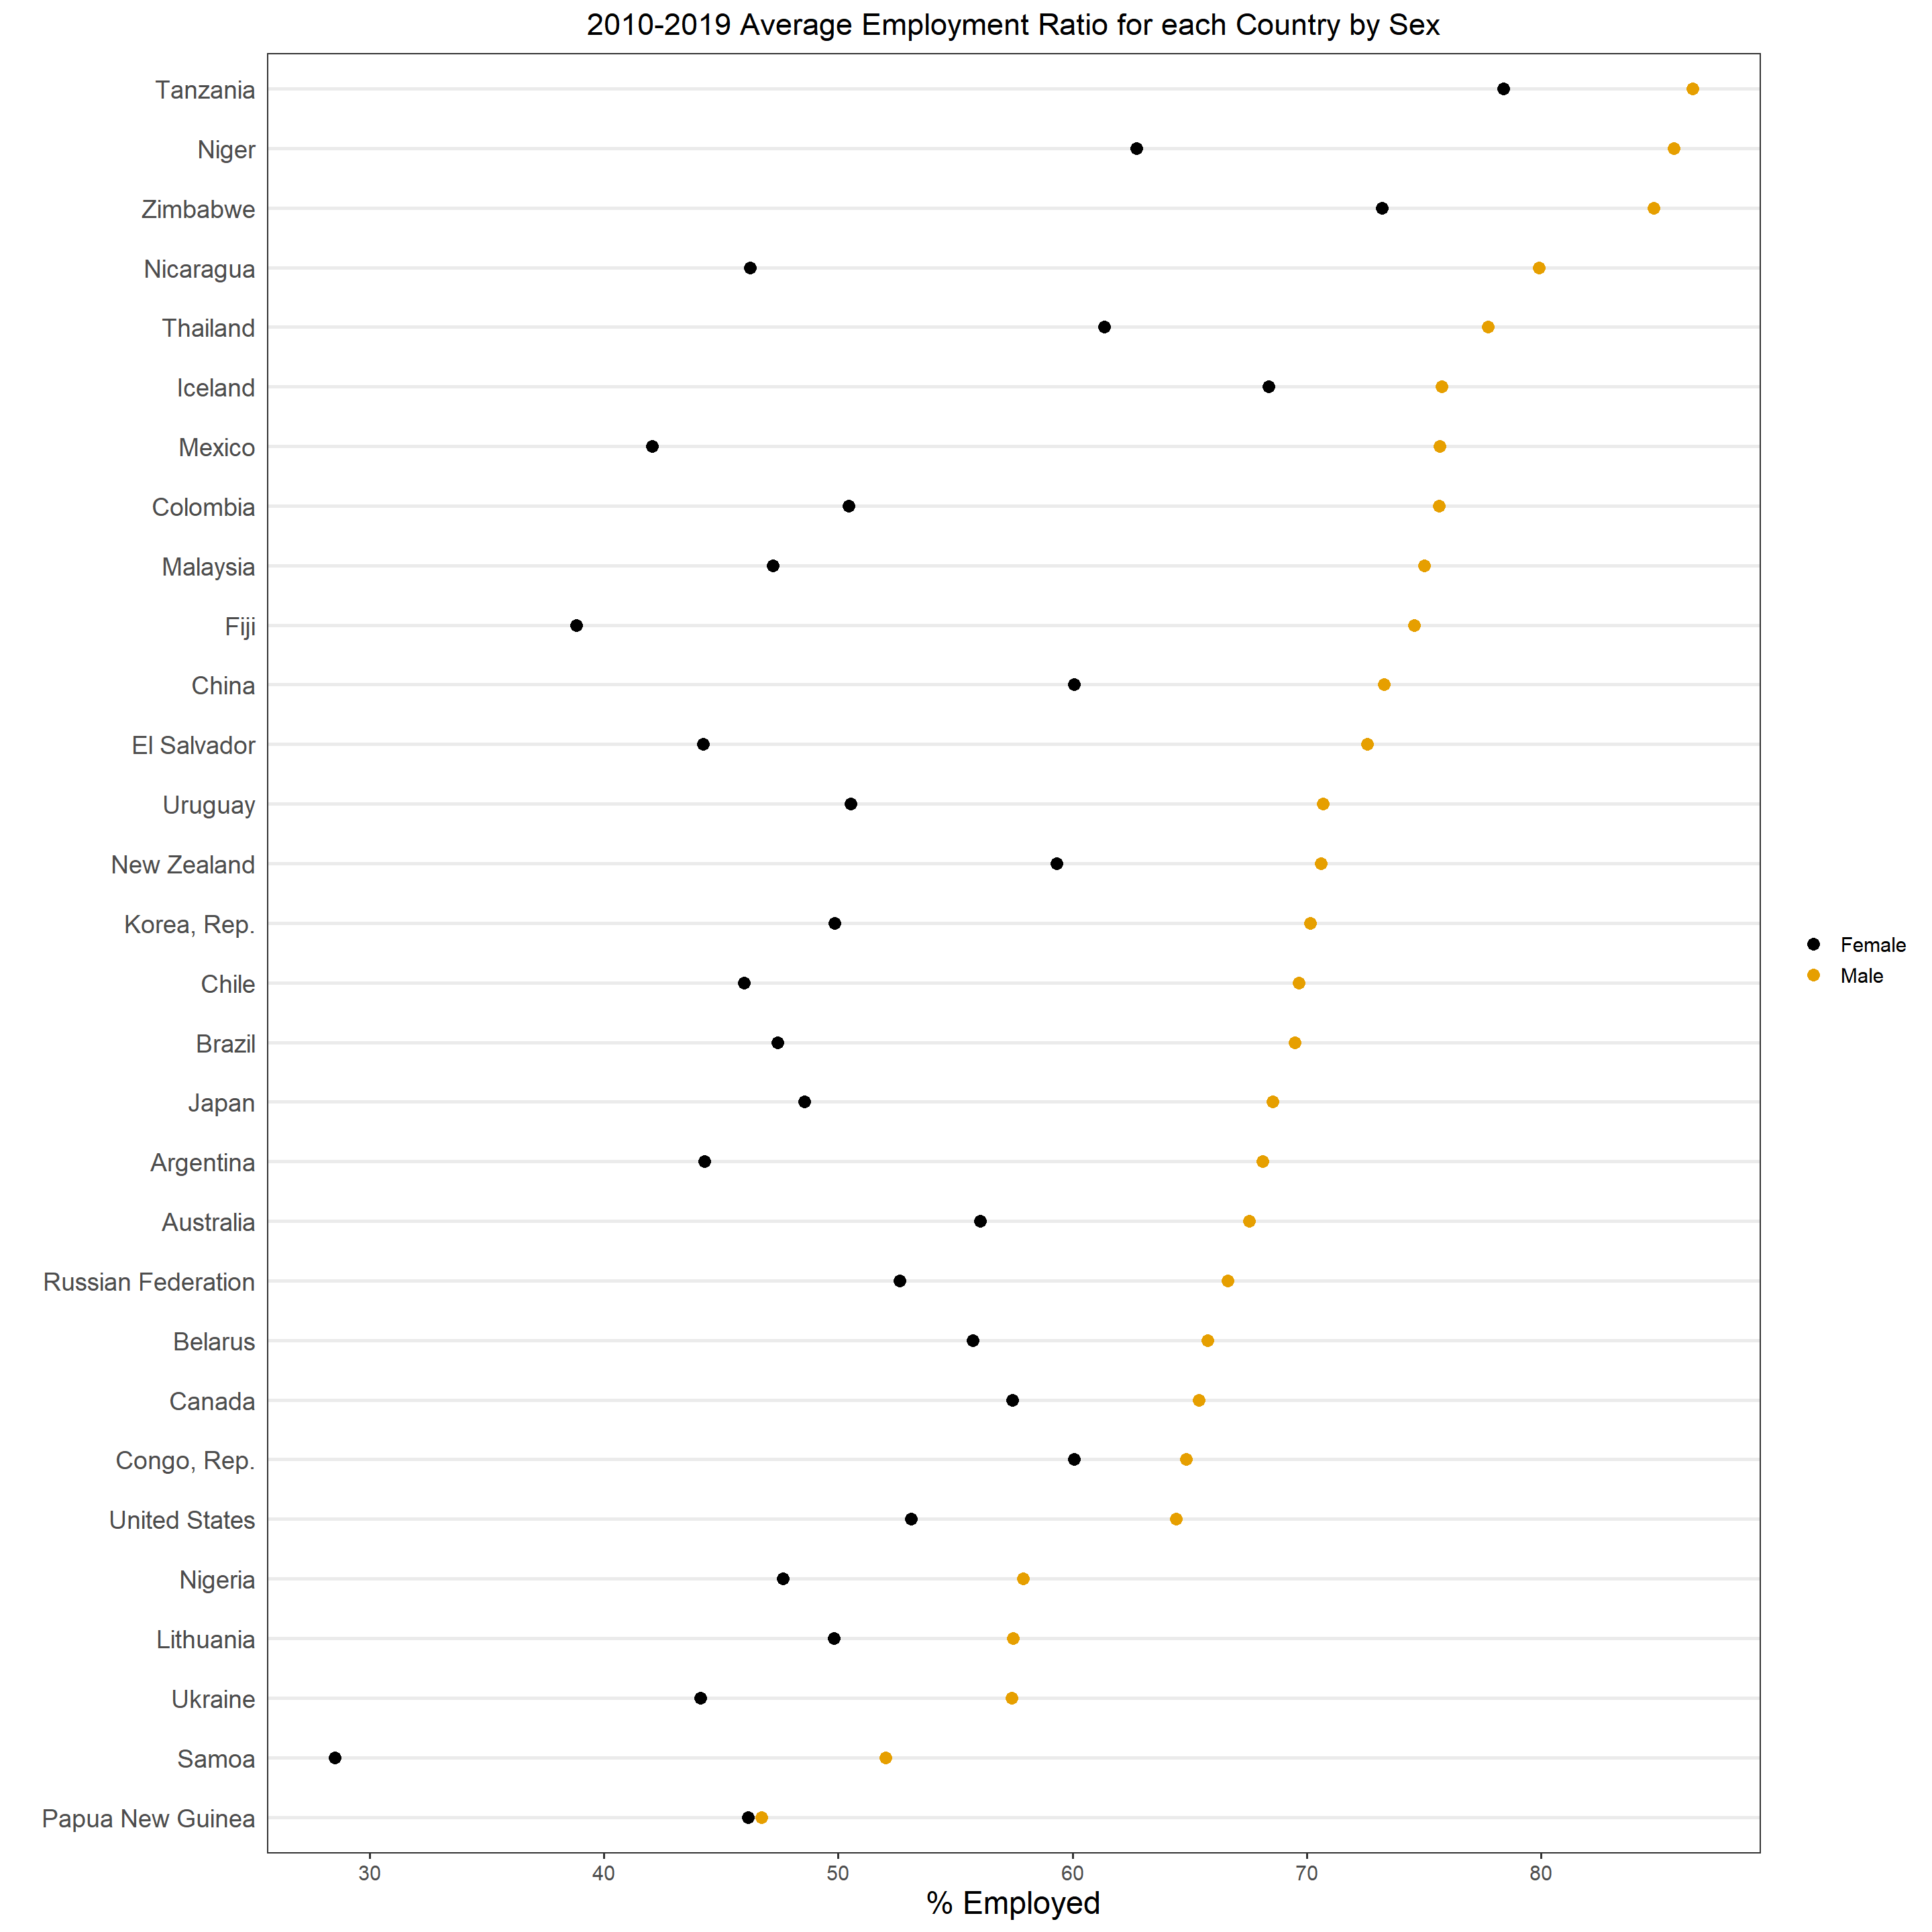 2010-2019 Average Employment Ratio for each Country by Sex
Tanzania
Niger
Zimbabwe
Nicaragua
Thailand
Iceland
Mexico
Colombia
Malaysia
Fiji
China
El Salvador
Uruguay
New Zealand
Korea, Rep.
Chile
Brazil
Japan
Argentina
Australia
Russian Federation
Belarus
Canada
Congo, Rep.
United States
Nigeria
Lithuania
Ukraine
Samoa
Papua New Guinea
30 40 50 60 70 80
% Employed
Female
Male